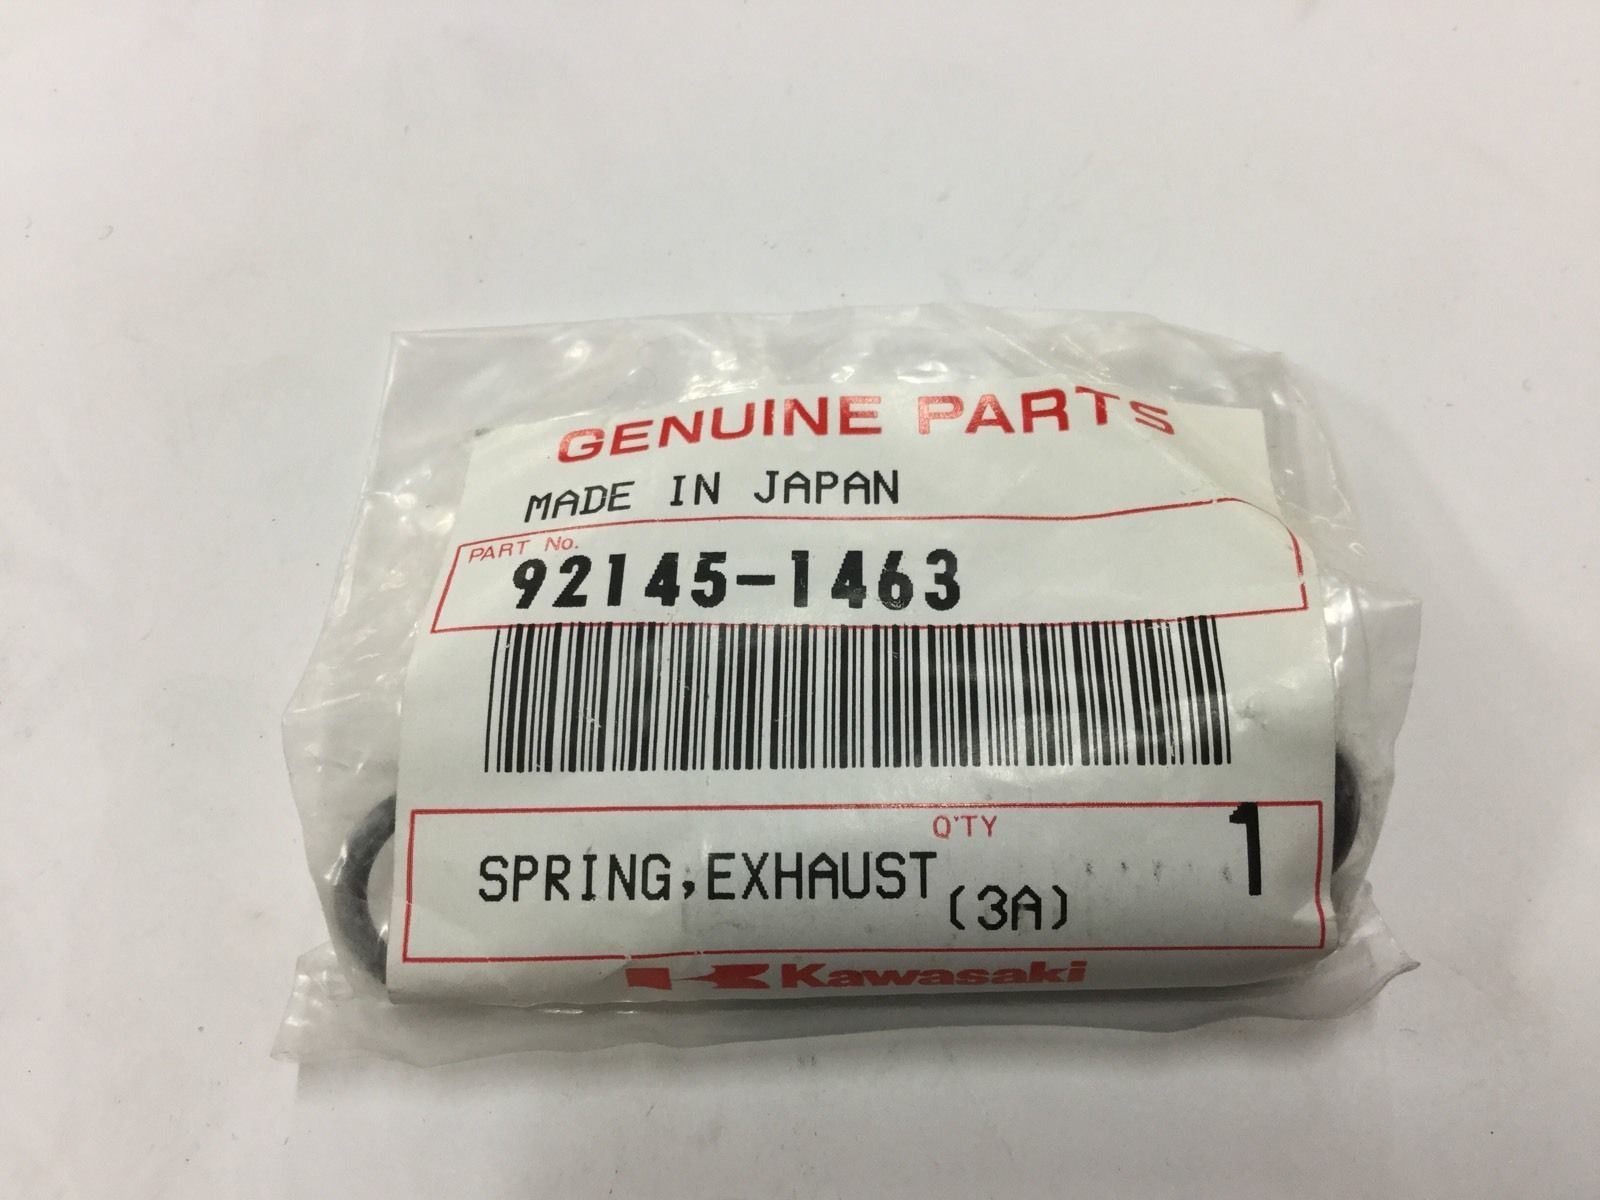 GENUINE PARTS
MADE IN JAPAN
PART No.
92145-1463
Q'TY 1
SPRING,EXHAUST
(3A)
Kawasaki